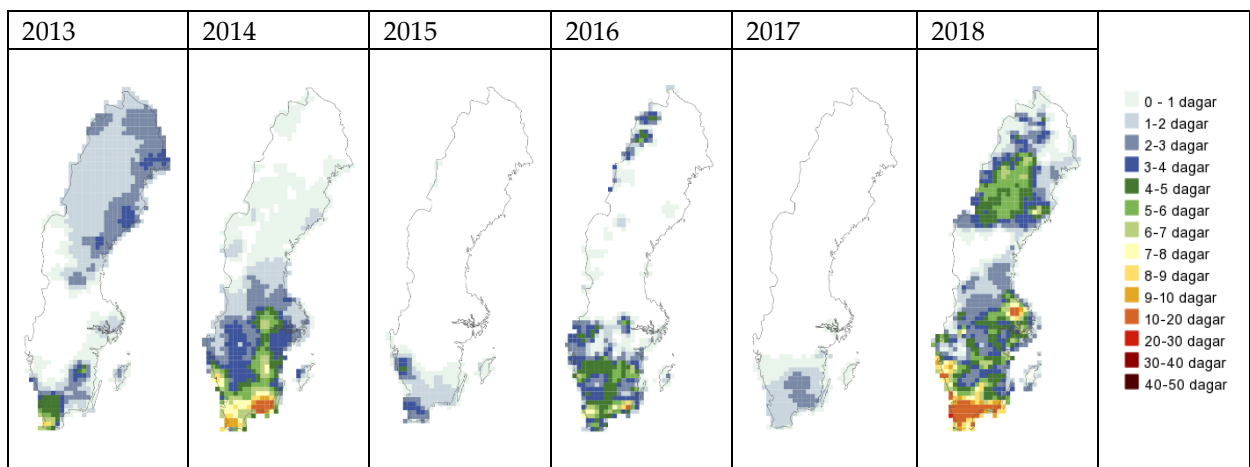 2013 2014 2015 2016 2017 2018
0 - 1 dagar
1-2 dagar
2-3 dagar
3-4 dagar
4-5 dagar
5-6 dagar
6-7 dagar
7-8 dagar
8-9 dagar
9-10 dagar
10-20 dagar
20-30 dagar
30-40 dagar
40-50 dagar